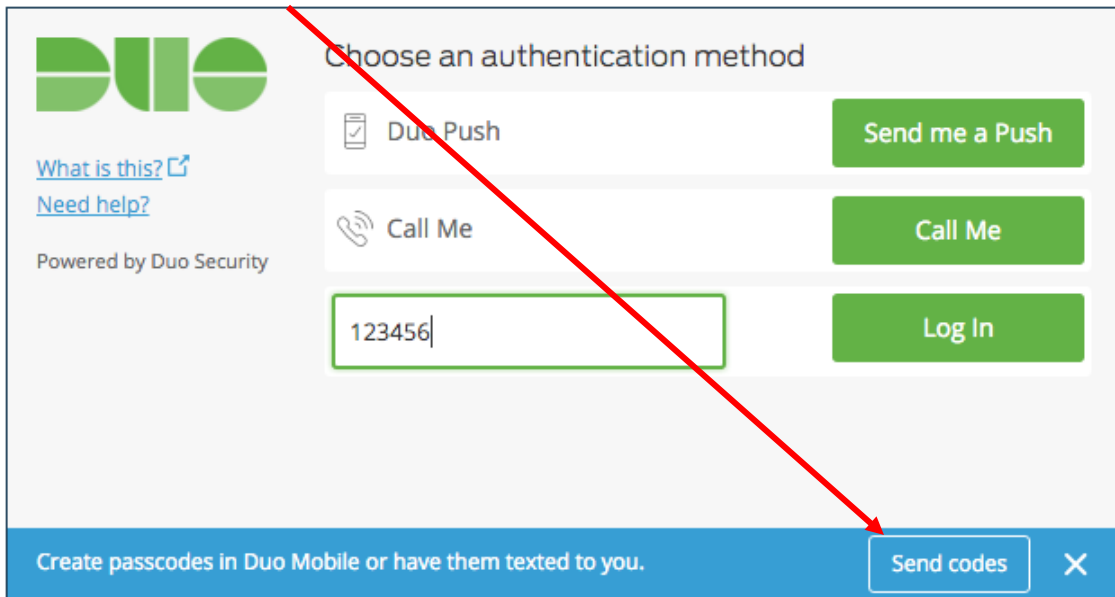 DUO
Choose an authentication method
Duo Push
Send me a Push
What is this?
Need help?
Call Me
Call Me
Powered by Duo Security
123456
Log In
Create passcodes in Duo Mobile or have them texted to you.
Send codes